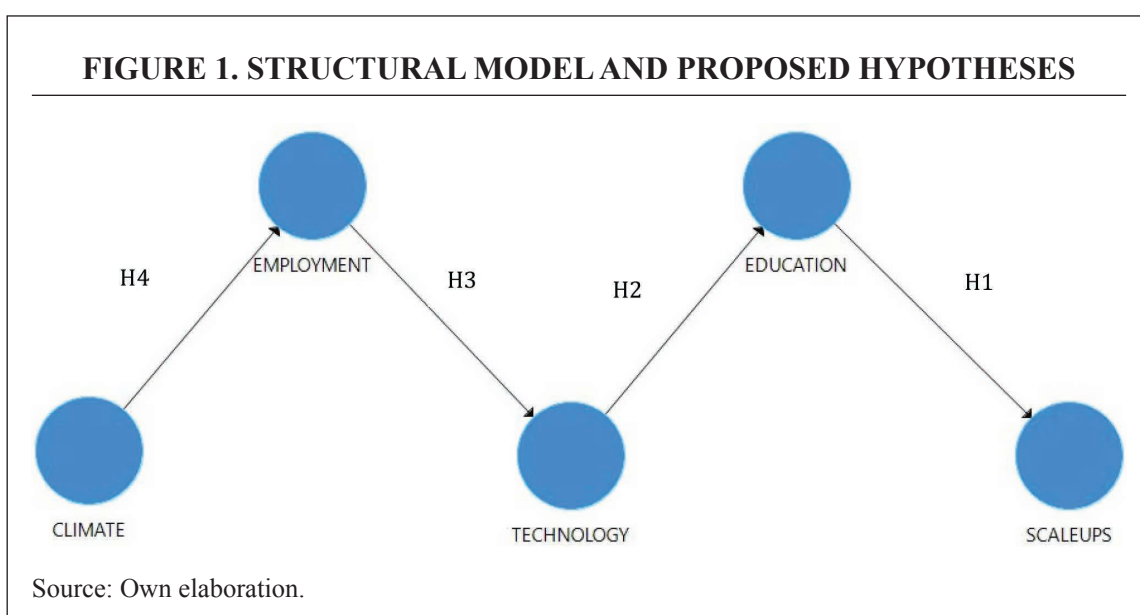 FIGURE 1. STRUCTURAL MODEL AND PROPOSED HYPOTHESES
EMPLOYMENT
EDUCATION
H4
H3
H2
H1
CLIMATE
TECHNOLOGY
SCALEUPS
Source: Own elaboration.